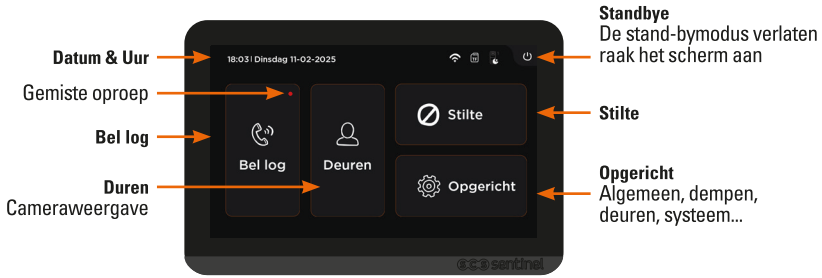 Datum & Uur
Gemiste oproep
Bel log
Duren
Cameraweergave
18:03 | Dinsdag 11-02-2025
Bel log
Deuren
Stilte
Opgericht
sentinel
Standbye
De stand-bymodus verlaten
raak het scherm aan
Stilte
Opgericht
Algemeen, dempen,
deuren, systeem...